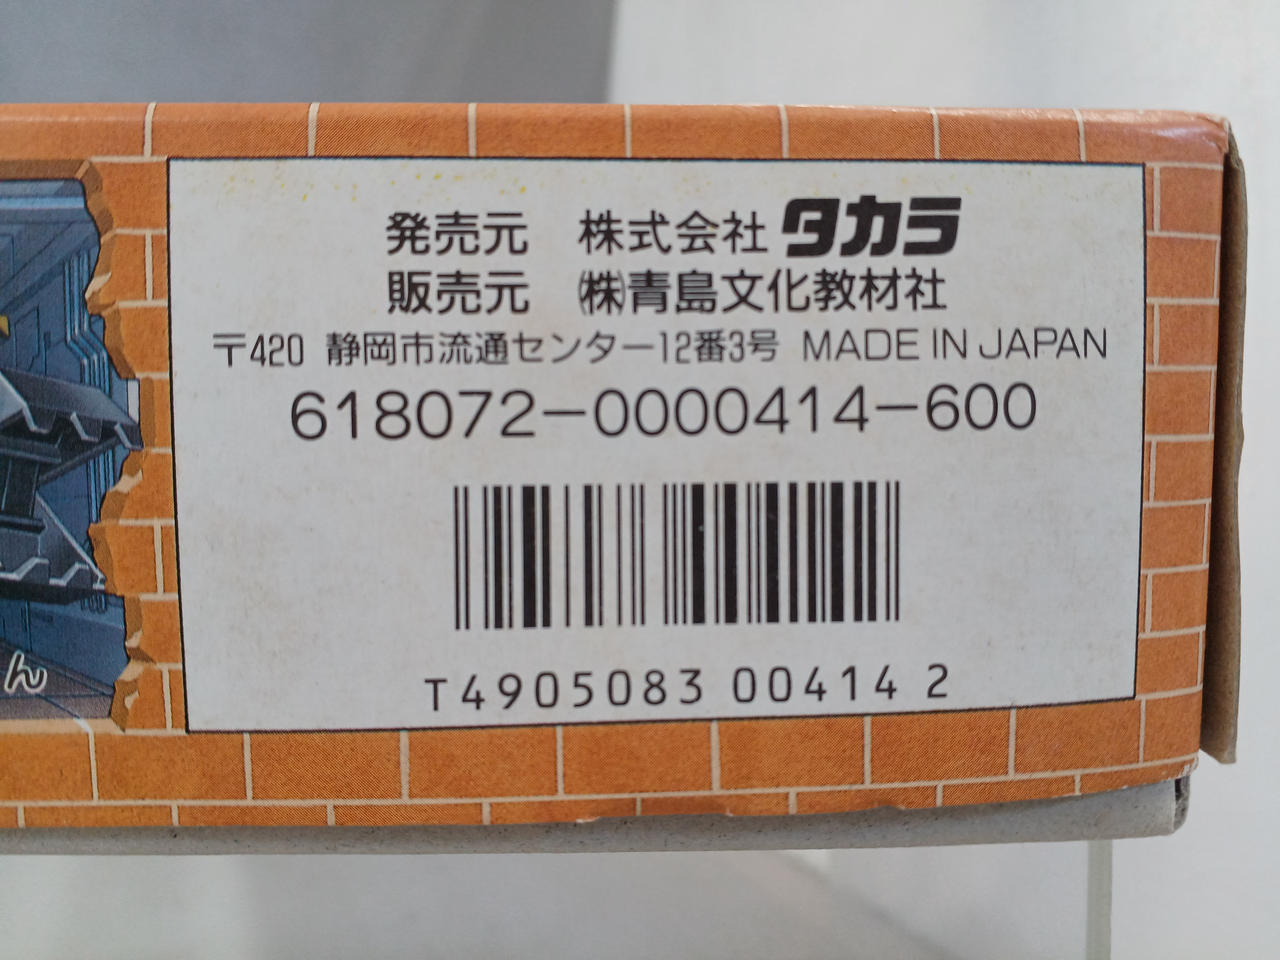 発売元　株式会社 タカラ
販売元　㈱青島文化教材社
〒420 静岡市流通センター12番3号 MADE IN JAPAN
618072-0000414-600
T4905083 00414 2
ん